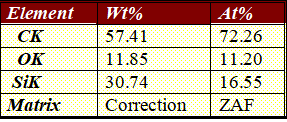 Element Wt% At%
CK 57.41 72.26
OK 11.85 11.20
SiK 30.74 16.55
Matrix Correction ZAF